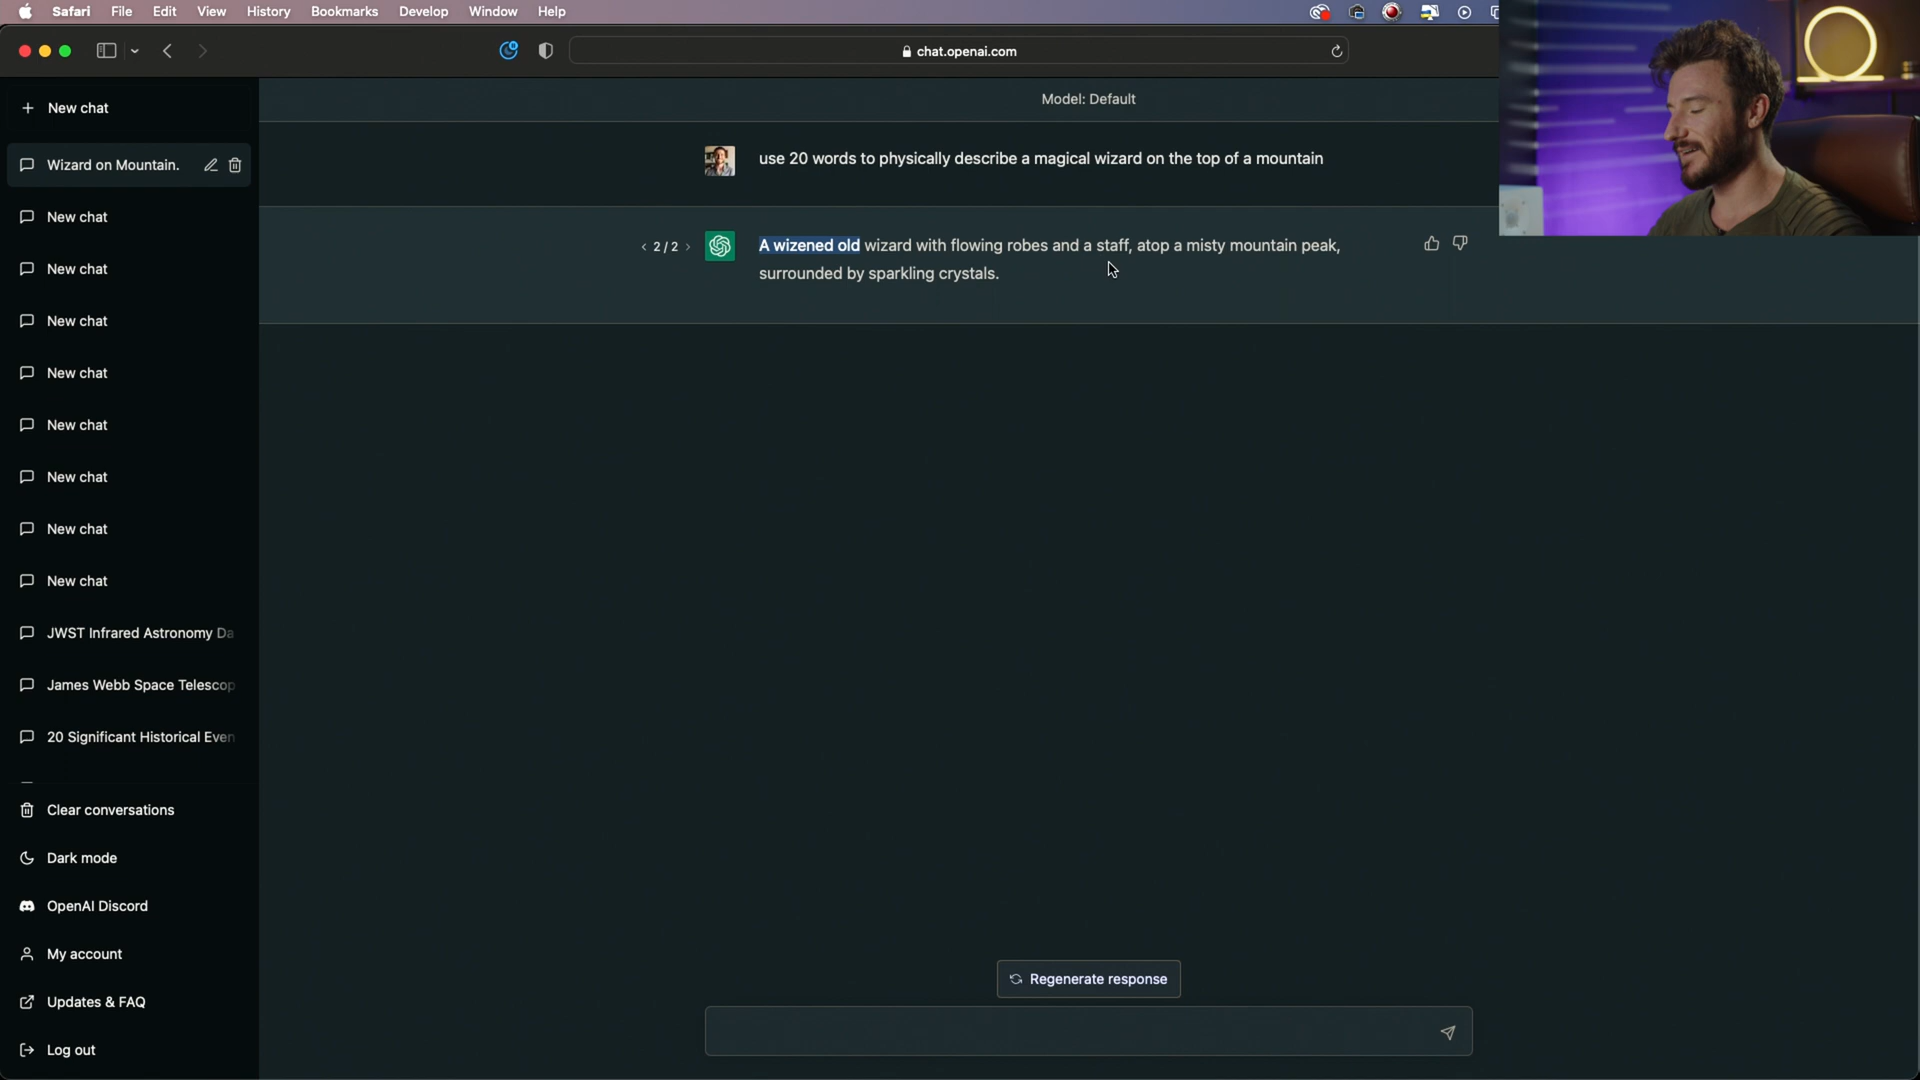 Safari File Edit View History Bookmarks Develop Window Help
chat.openai.com
New chat
Model: Default
Wizard on Mountain.
use 20 words to physically describe a magical wizard on the top of a mountain
New chat
2 / 2
A wizened old wizard with flowing robes and a staff, atop a misty mountain peak,
surrounded by sparkling crystals.
New chat
New chat
New chat
New chat
New chat
New chat
New chat
JWST Infrared Astronomy Da
James Webb Space Telescop
20 Significant Historical Even
Clear conversations
Dark mode
OpenAI Discord
My account
Updates & FAQ
Log out
Regenerate response